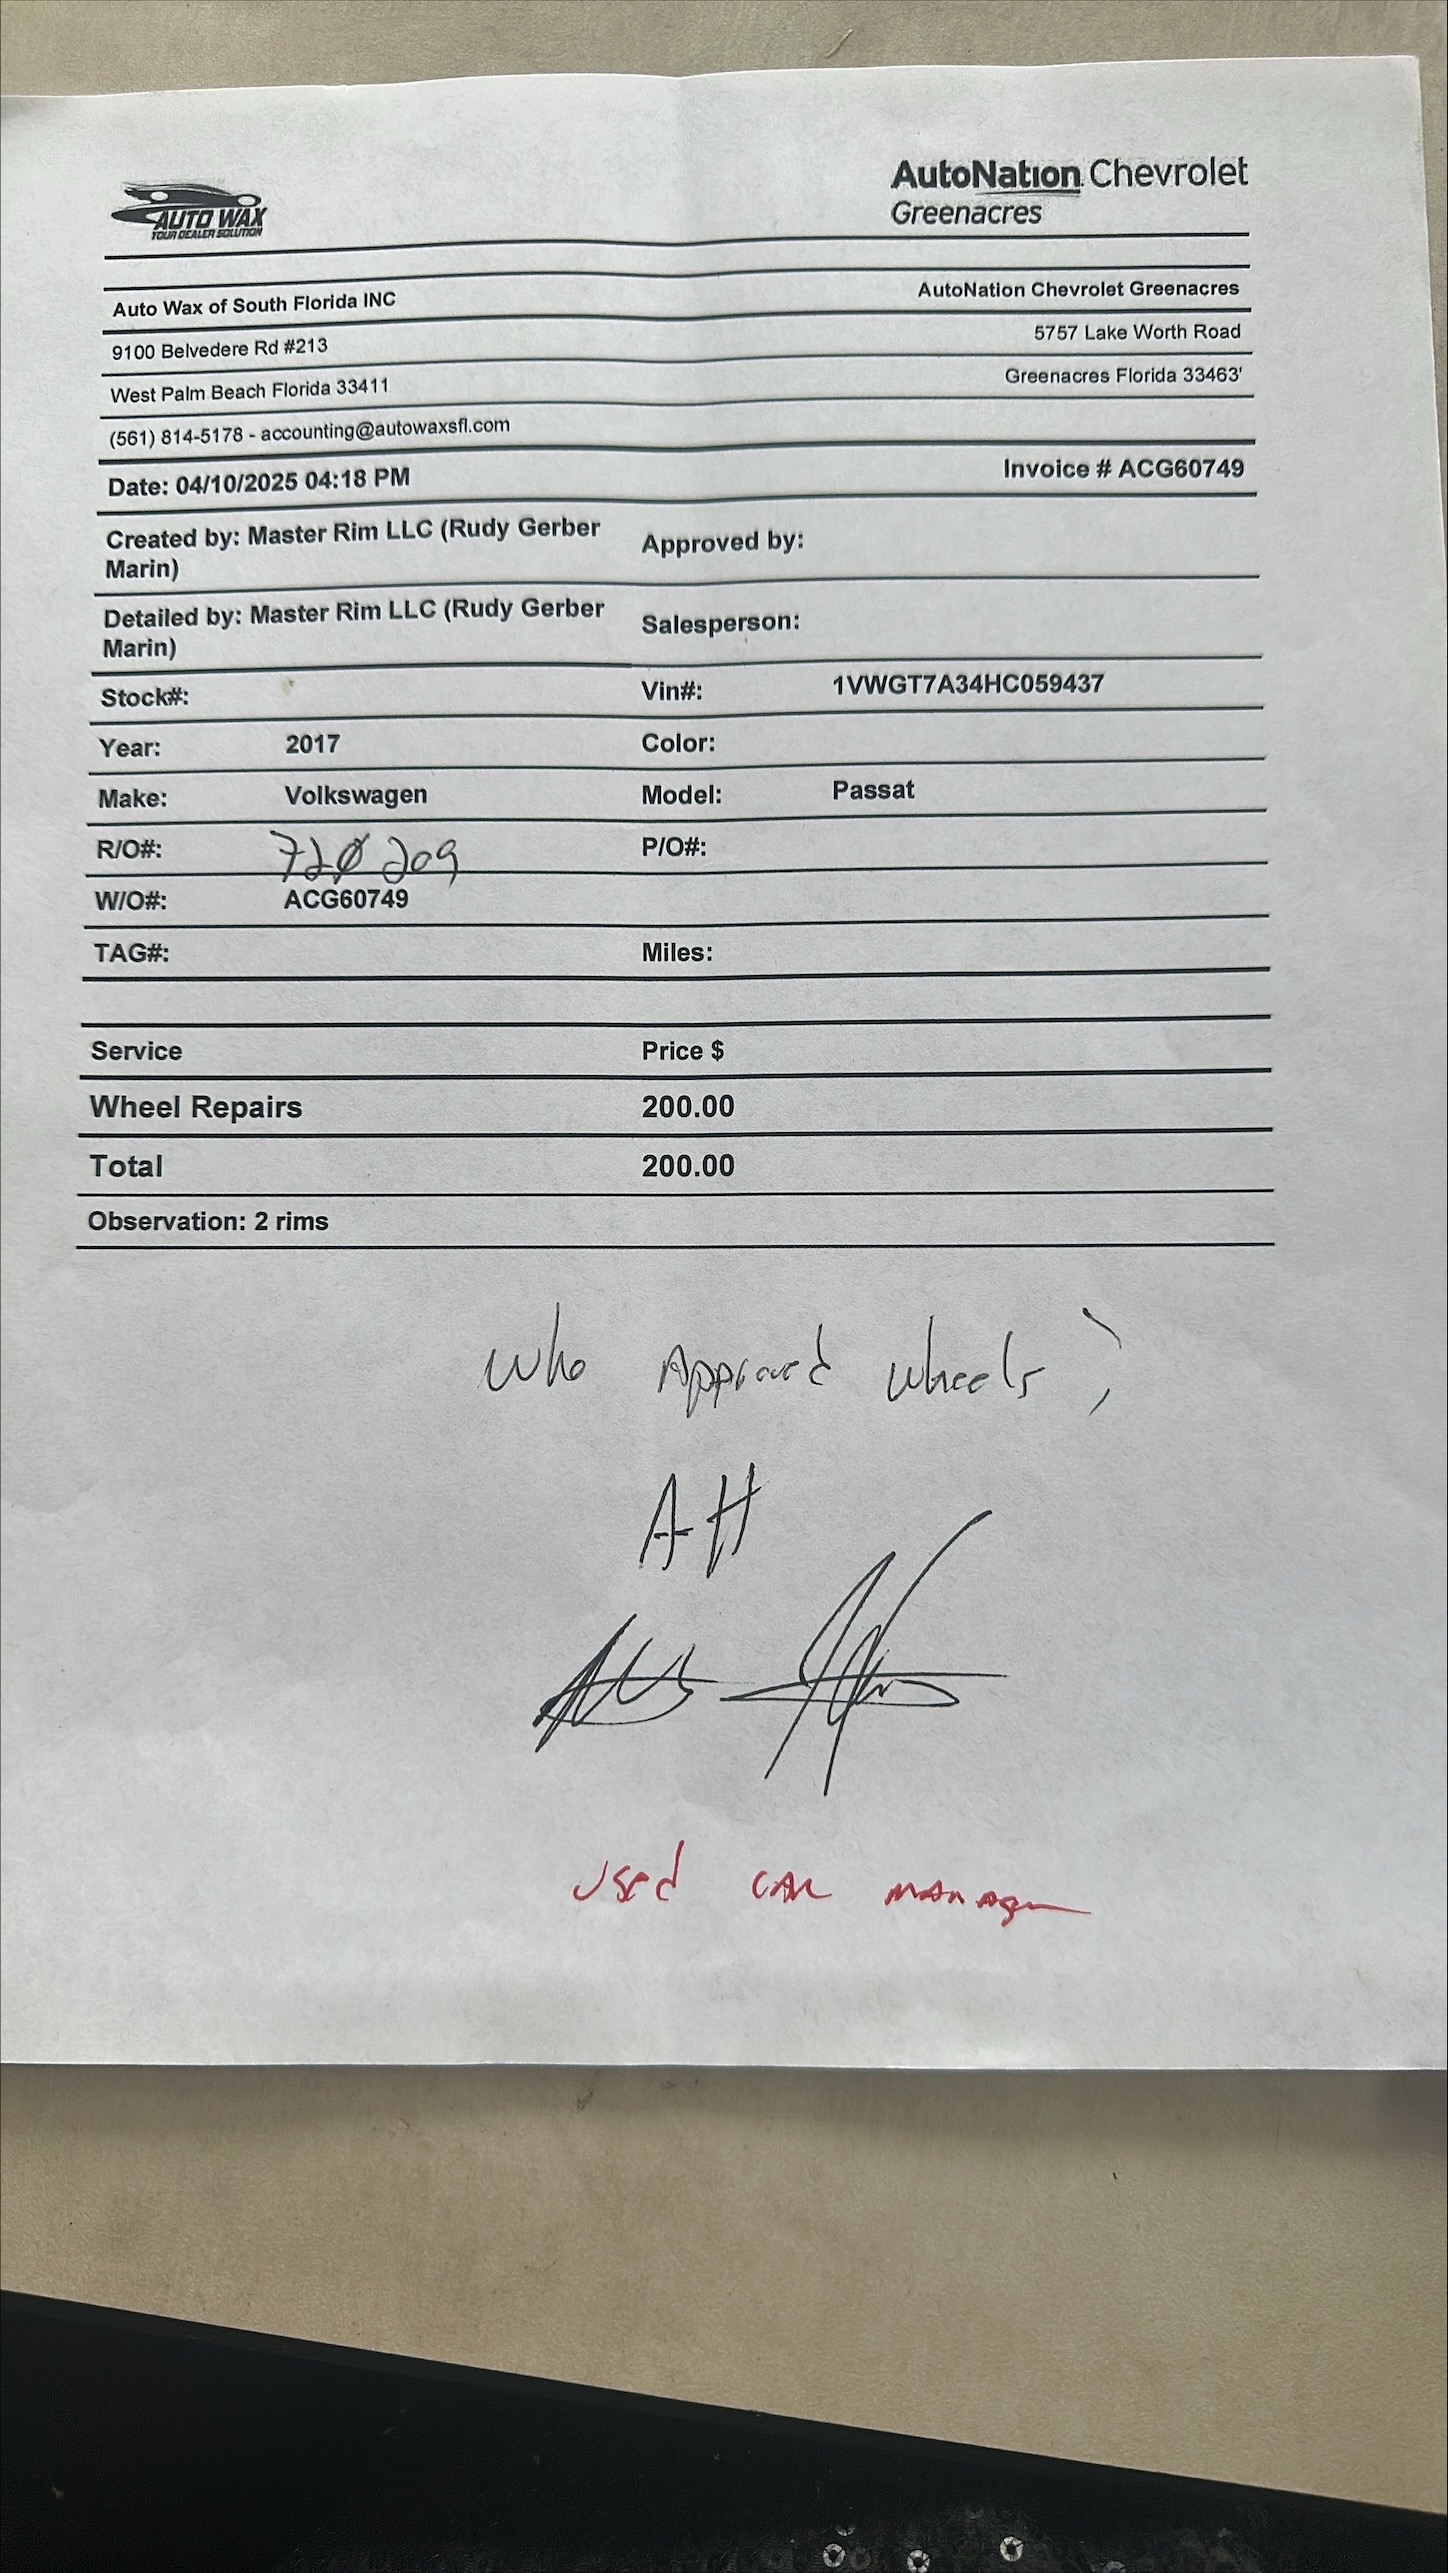 AUTO WAX
YOUR DEALER SOLUTION
AutoNation Chevrolet
Greenacres
Auto Wax of South Florida INC AutoNation Chevrolet Greenacres
9100 Belvedere Rd #213 5757 Lake Worth Road
West Palm Beach Florida 33411 Greenacres Florida 33463'
(561) 814-5178 - accounting@autowaxsfl.com
Date: 04/10/2025 04:18 PM Invoice # ACG60749
Created by: Master Rim LLC (Rudy Gerber Approved by:
Marin)
Detailed by: Master Rim LLC (Rudy Gerber Salesperson:
Marin)
Stock#: Vin#: 1VWGT7A34HC059437
Year: 2017 Color:
Make: Volkswagen Model: Passat
R/O#: 720209 P/O#:
W/O#: ACG60749
TAG#: Miles:
Service Price $
Wheel Repairs 200.00
Total 200.00
Observation: 2 rims
Who Approved wheels?
AH
Used CAR MANAger